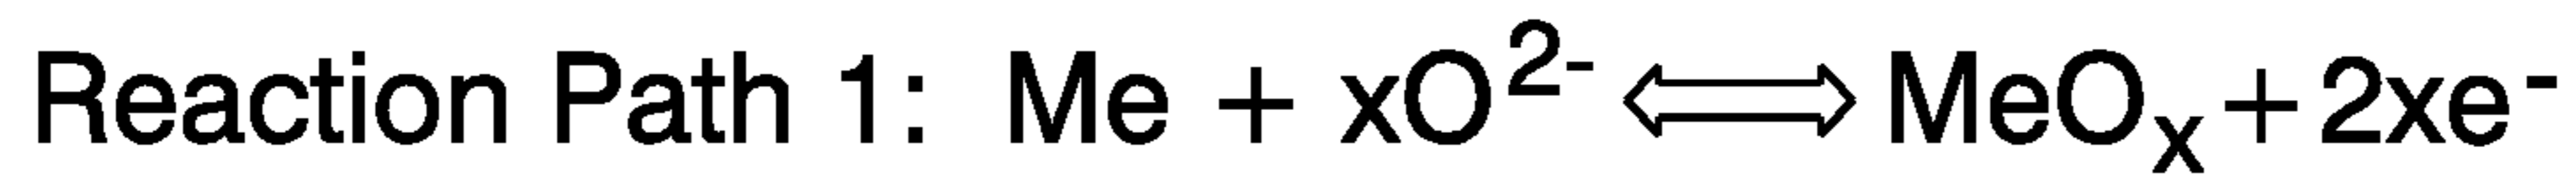 Reaction Path 1: Me + xO²⁻ ⇔ MeOₓ + 2xe⁻